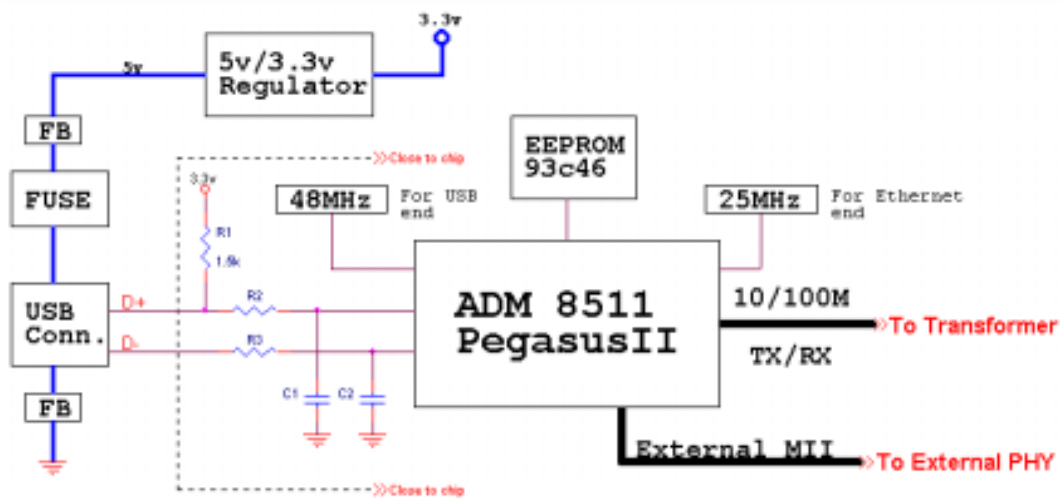 3.3v
5v/3.3v
Regulator
5v
FB
EEPROM
93c46
>>Close to chip
3.3v
48MHz
For USB
end
25MHz
For Ethernet
end
FUSE
R1
1.5k
USB
Conn.
D+
R2
ADM 8511
PegasusII
10/100M
>>To Transformer
D-
R3
TX/RX
C1
C2
FB
External MII
>>To External PHY
>>Close to chip